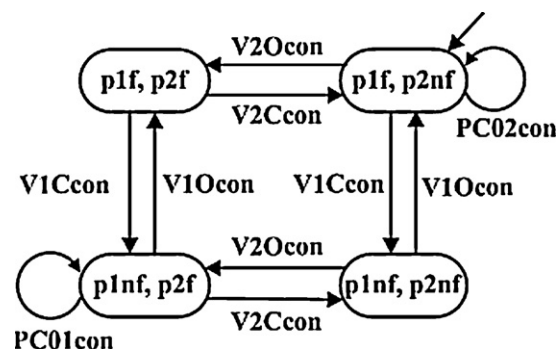 V2Ocon
p1f, p2f
p1f, p2nf
V2Ccon
PC02con
V1Ccon
V1Ocon
V1Ccon
V1Ocon
V2Ocon
p1nf, p2f
p1nf, p2nf
V2Ccon
PC01con